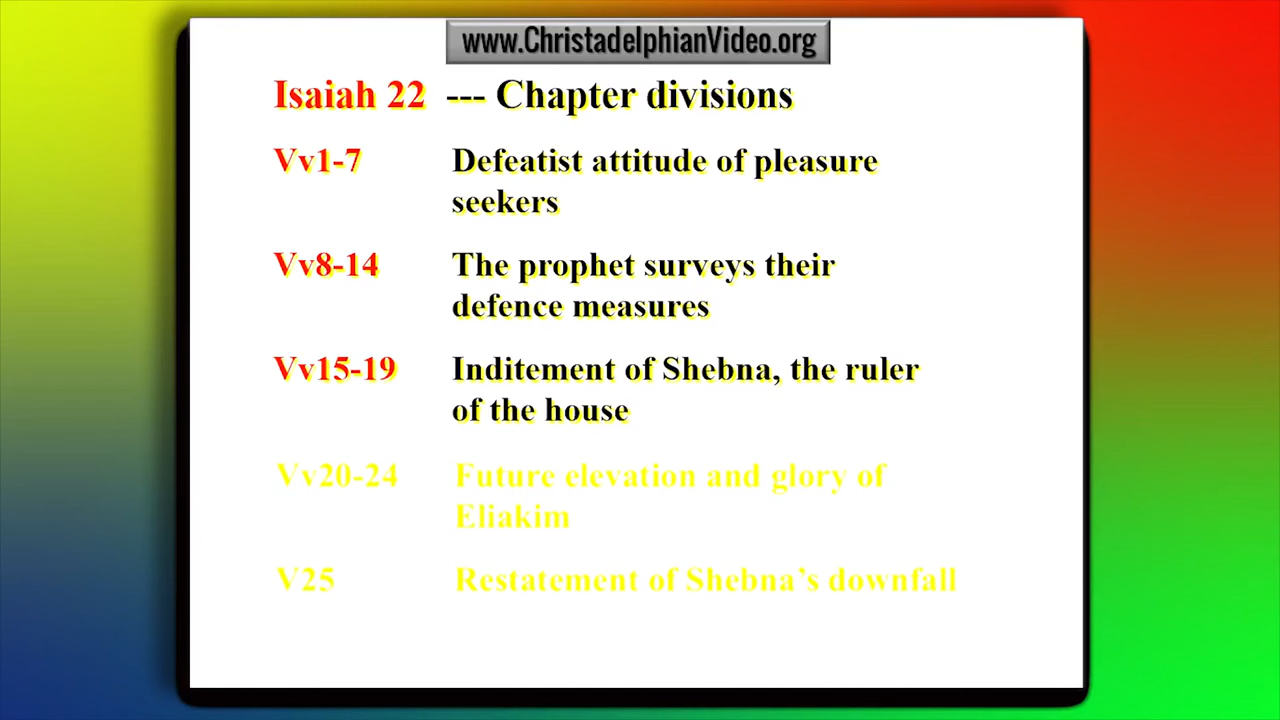 www.ChristadelphianVideo.org
Isaiah 22 --- Chapter divisions
Vv1-7 Defeatist attitude of pleasure
seekers
Vv8-14 The prophet surveys their
defence measures
Vv15-19 Inditement of Shebna, the ruler
of the house
Vv20-24 Future elevation and glory of
Eliakim
V25 Restatement of Shebna’s downfall